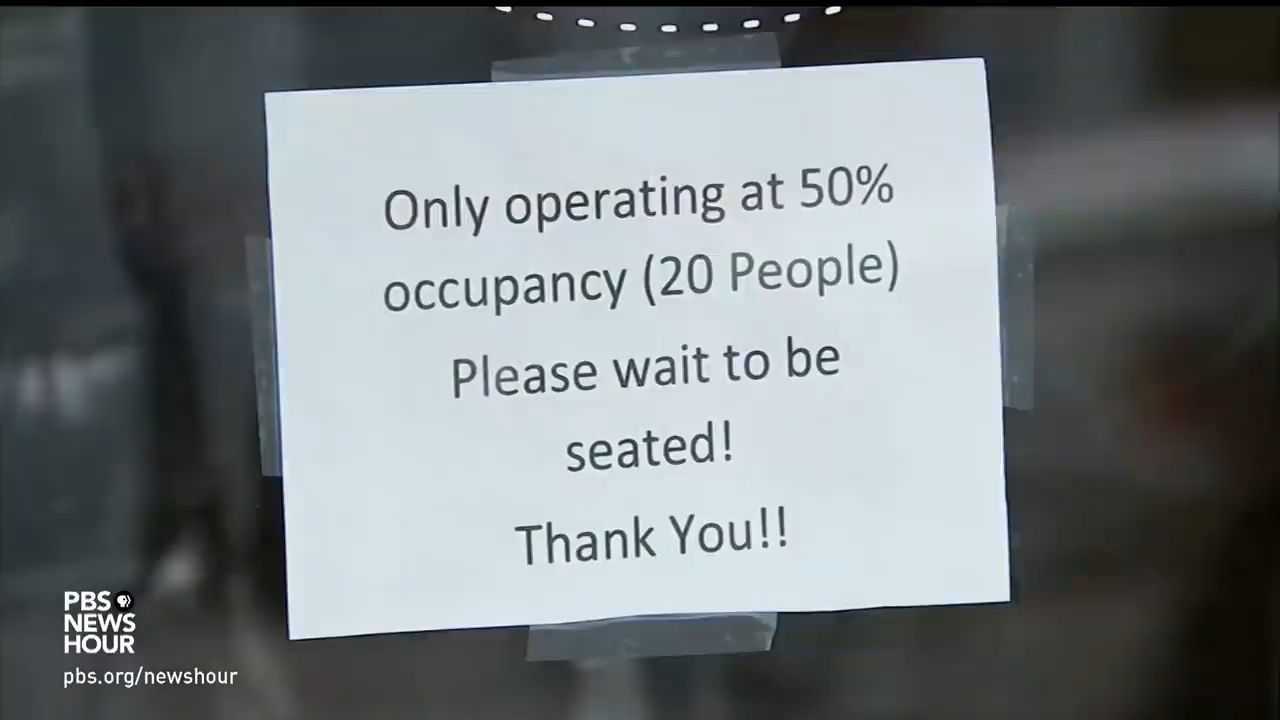 Only operating at 50%
occupancy (20 People)
Please wait to be
seated!
Thank You!!
PBS
NEWS
HOUR
pbs.org/newshour